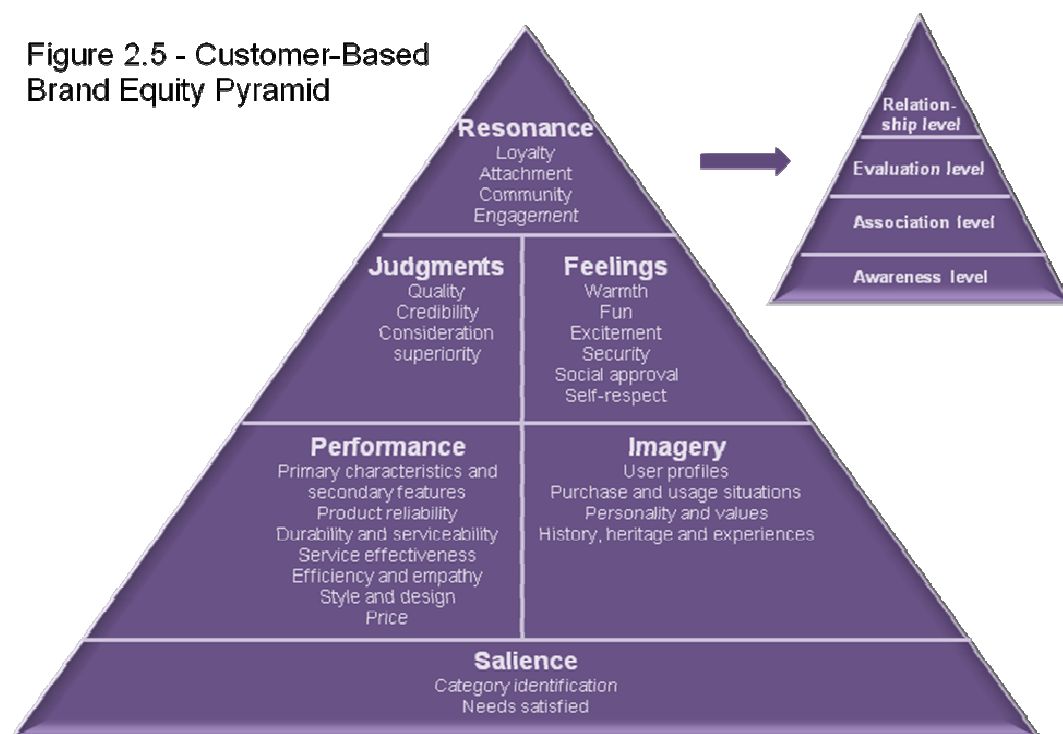 Figure 2.5 - Customer-Based
Brand Equity Pyramid
Resonance
Loyalty
Attachment
Community
Engagement
Judgments
Quality
Credibility
Consideration
superiority
Feelings
Warmth
Fun
Excitement
Security
Social approval
Self-respect
Performance
Primary characteristics and
secondary features
Product reliability
Durability and serviceability
Service effectiveness
Efficiency and empathy
Style and design
Price
Imagery
User profiles
Purchase and usage situations
Personality and values
History, heritage and experiences
Salience
Category identification
Needs satisfied
Relation-
ship level
Evaluation level
Association level
Awareness level